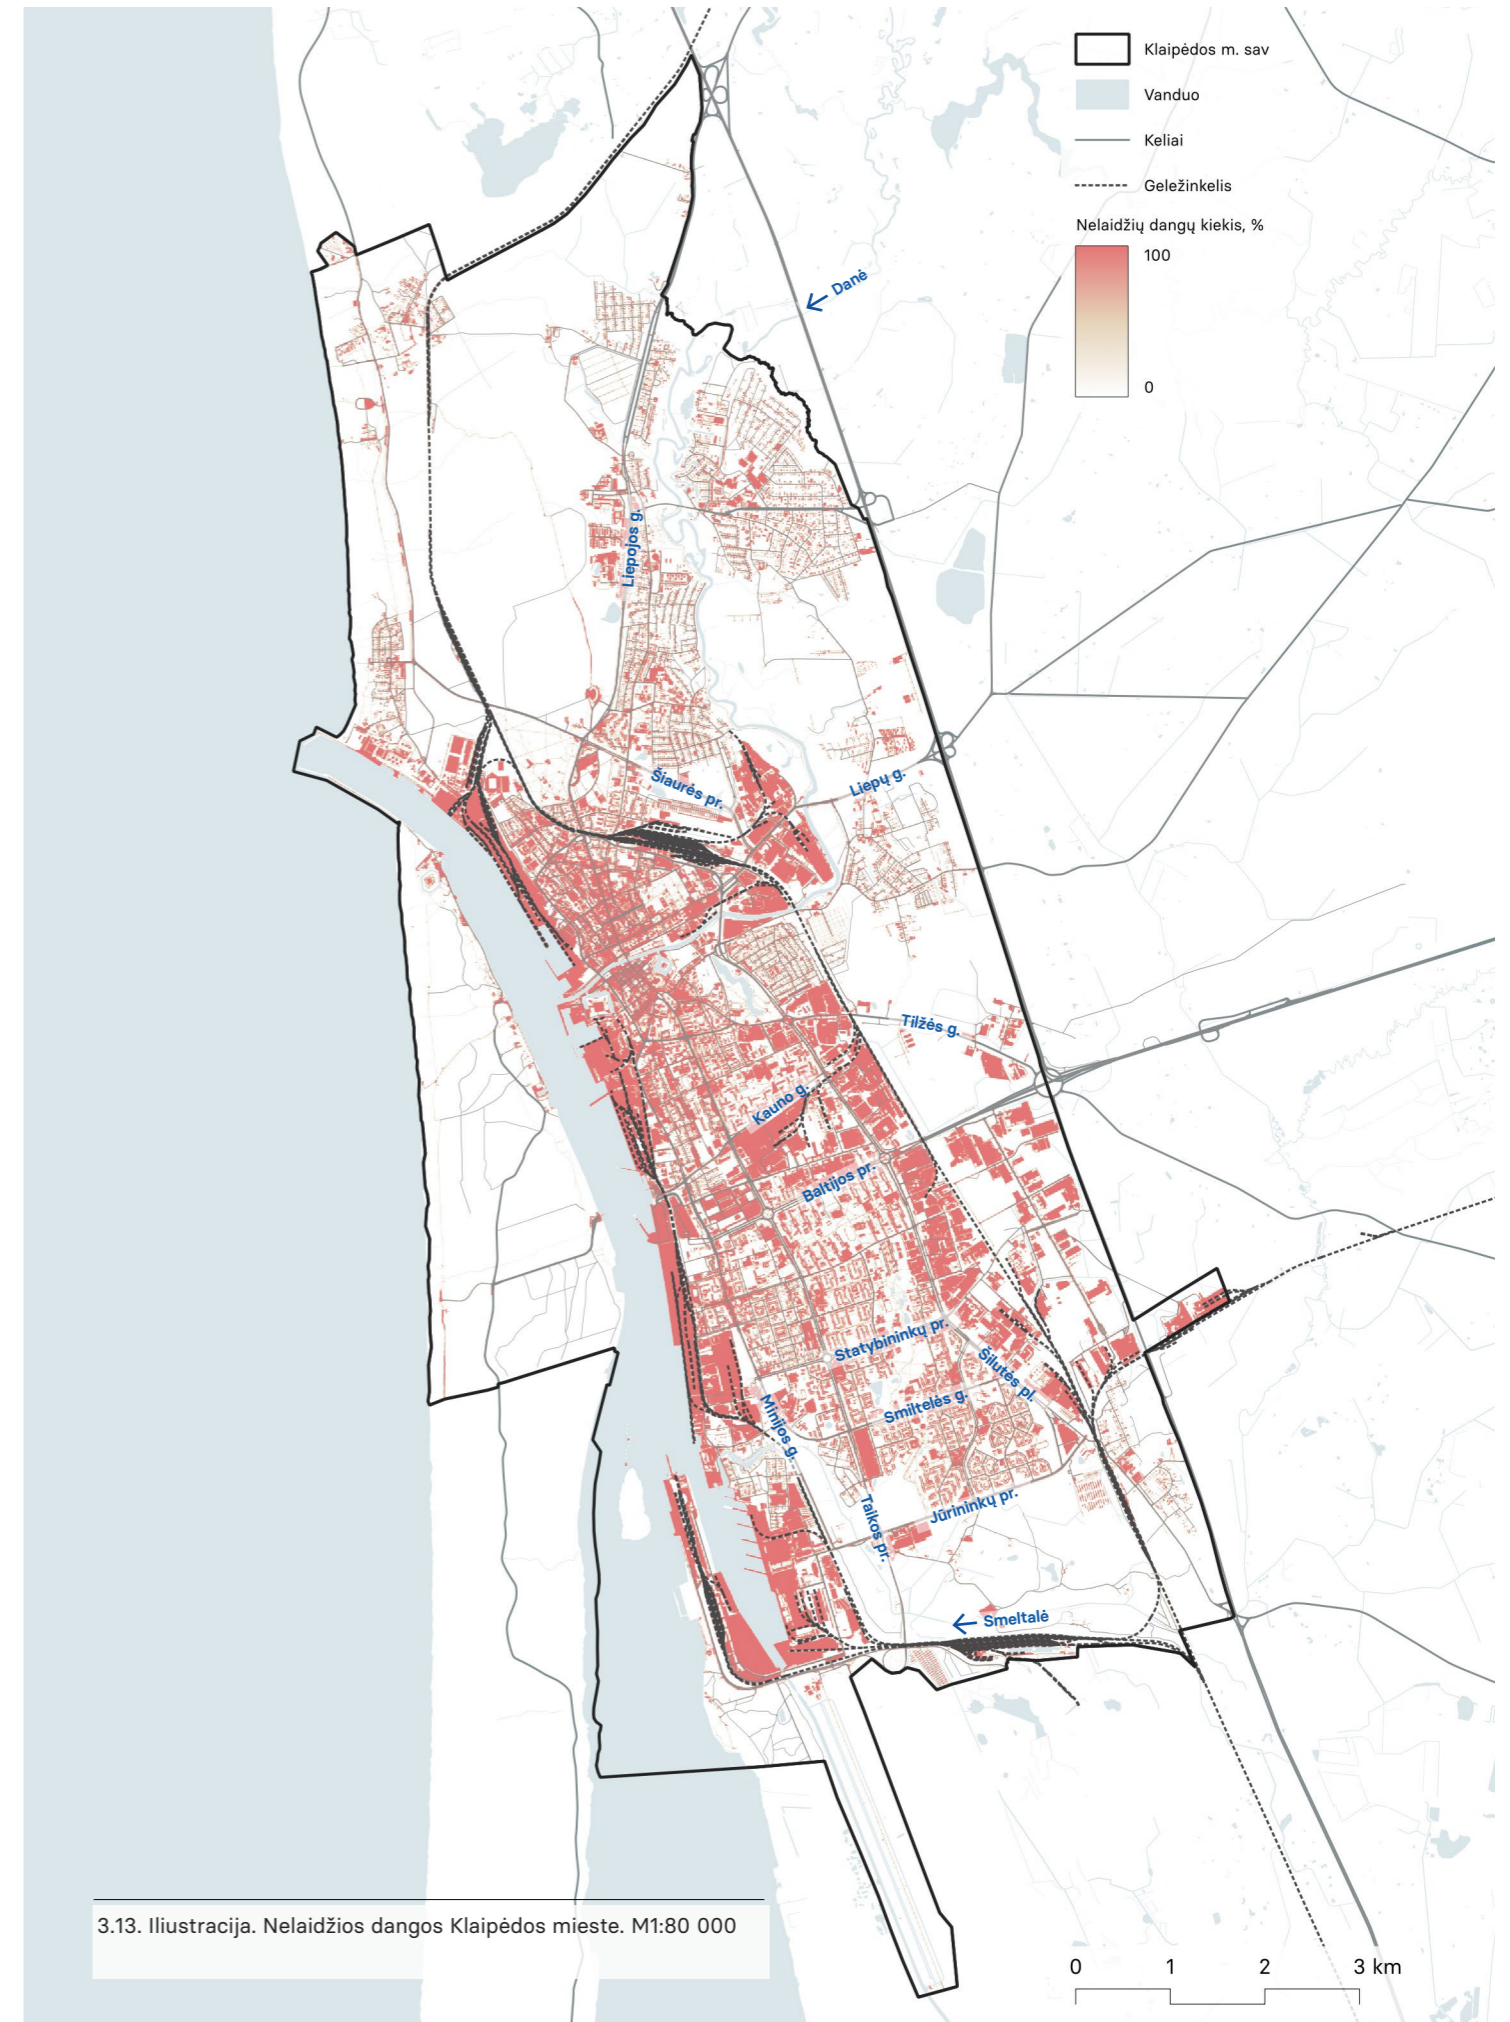 Klaipėdos m. sav
Vanduo
Keliai
Geležinkelis
Nelaidžių dangų kiekis, %
100
0
Danė
Liepojos g.
Šiaurės pr.
Liepų g.
Tilžės g.
Kauno g.
Baltijos pr.
Statybininkų pr.
Šilutės pl.
Smiltelės g.
Minijos g.
Taikos pr.
Jūrininkų pr.
Smeltalė
3.13. Iliustracija. Nelaidžios dangos Klaipėdos mieste. M1:80 000
0 1 2 3 km